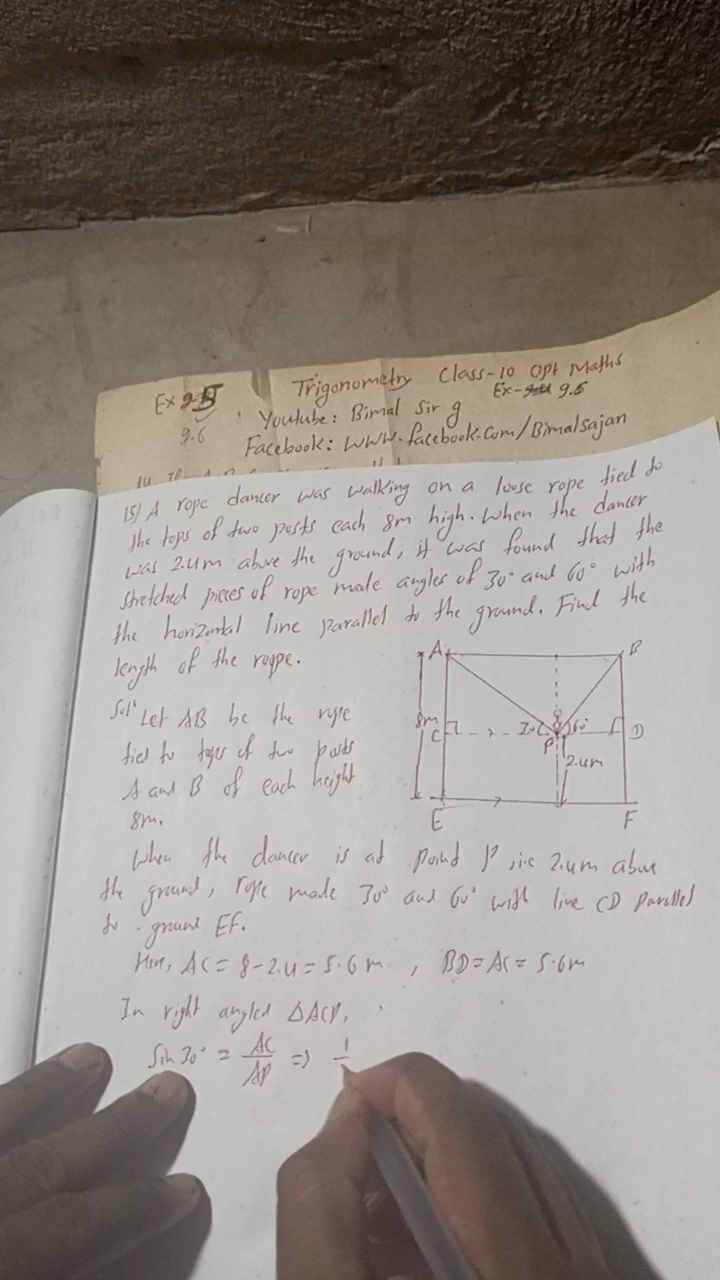 Trigonometry Class-10 Opt Maths
Ex 9.5
Ex- 9.4 9.6
9.6
Youtube: Bimal Sir g
Facebook: www.facebook.com/Bimalsajan
15) A rope dancer was walking on a loose rope tied to
the tops of two posts each 8m high. When the dancer
was 2.4m above the ground, it was found that the
stretched pieces of rope made angles of 30° and 60° with
the horizontal line parallel to the ground. Find the
length of the rope.
A B
Solⁿ Let AB be the rope
8m C 30° 60° D
P
tied to tops of two posts
2.4m
A and B of each height
E F
8m.
When the dancer is at point P, i.e 2.4m above
the ground, rope made 30° and 60° with line CD parallel
to ground EF.
Here, AC = 8-2.4 = 5.6m , BD = AC = 5.6m
In right angled ΔACP,
Sin 30° = AC/AP ⇒ 1